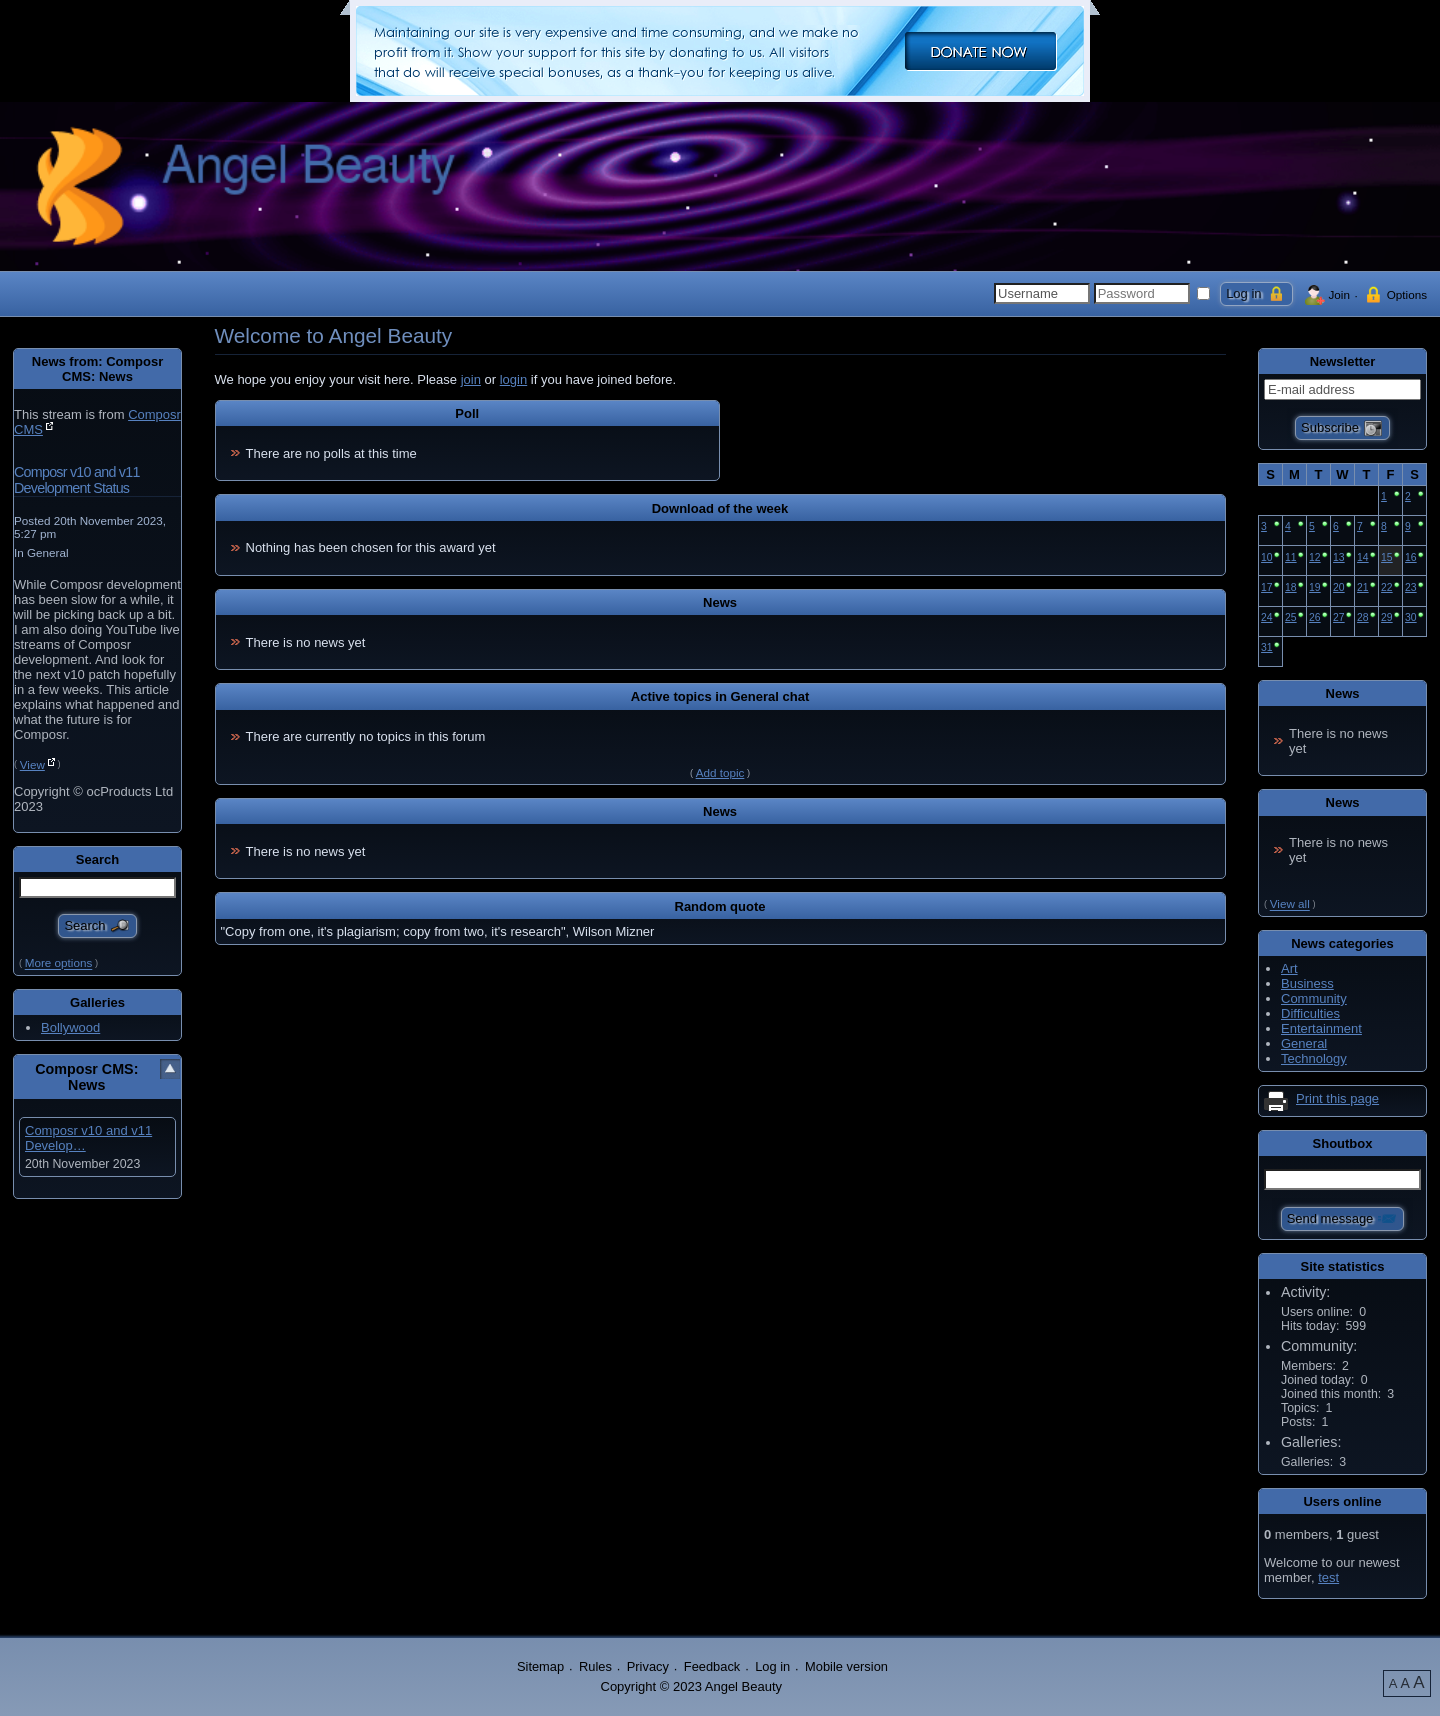 Maintaining our site is very expensive and time consuming, and we make no
profit from it. Show your support for this site by donating to us. All visitors
that do will receive special bonuses, as a thank-you for keeping us alive.
DONATE NOW
Angel Beauty
Username
Password
Log in
Join ·
Options
News from: Composr
CMS: News
This stream is from Composr
CMS
Composr v10 and v11
Development Status
Posted 20th November 2023,
5:27 pm
In General
While Composr development
has been slow for a while, it
will be picking back up a bit.
I am also doing YouTube live
streams of Composr
development. And look for
the next v10 patch hopefully
in a few weeks. This article
explains what happened and
what the future is for
Composr.
( View )
Copyright © ocProducts Ltd
2023
Search
Search
( More options )
Galleries
Bollywood
Composr CMS:
News
Composr v10 and v11
Develop…
20th November 2023
Welcome to Angel Beauty
We hope you enjoy your visit here. Please join or login if you have joined before.
Poll
There are no polls at this time
Download of the week
Nothing has been chosen for this award yet
News
There is no news yet
Active topics in General chat
There are currently no topics in this forum
( Add topic )
News
There is no news yet
Random quote
"Copy from one, it's plagiarism; copy from two, it's research", Wilson Mizner
Newsletter
E-mail address
Subscribe
S M T W T F S
1 2
3 4 5 6 7 8 9
10 11 12 13 14 15 16
17 18 19 20 21 22 23
24 25 26 27 28 29 30
31
News
There is no news
yet
News
There is no news
yet
( View all )
News categories
Art
Business
Community
Difficulties
Entertainment
General
Technology
Print this page
Shoutbox
Send message
Site statistics
Activity:
Users online: 0
Hits today: 599
Community:
Members: 2
Joined today: 0
Joined this month: 3
Topics: 1
Posts: 1
Galleries:
Galleries: 3
Users online
0 members, 1 guest
Welcome to our newest
member, test
Sitemap · Rules · Privacy · Feedback · Log in · Mobile version
Copyright © 2023 Angel Beauty
A A A